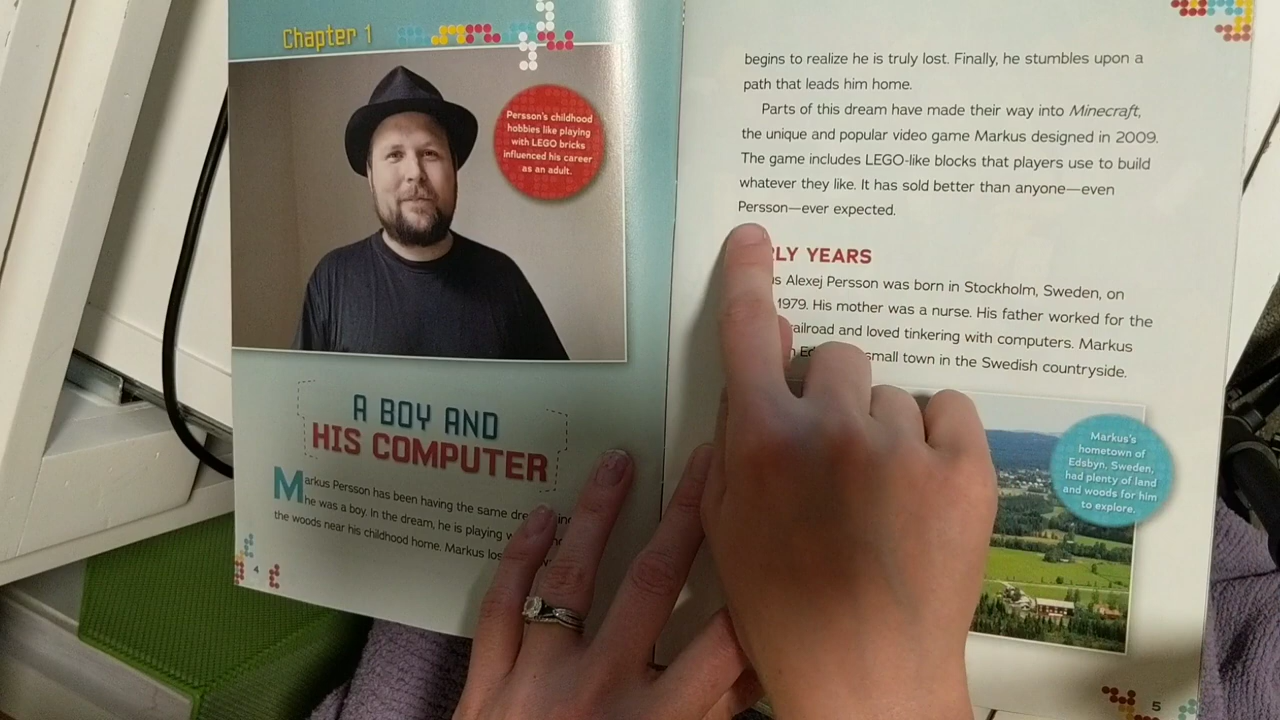 Chapter 1
Persson's childhood
hobbies like playing
with LEGO bricks
influenced his career
as an adult.
A BOY AND
HIS COMPUTER
Markus Persson has been having the same
he was a boy. In the dream, he is playing
the woods near his childhood home. Markus
4
begins to realize he is truly lost. Finally, he stumbles upon a
path that leads him home.
Parts of this dream have made their way into Minecraft,
the unique and popular video game Markus designed in 2009.
The game includes LEGO-like blocks that players use to build
whatever they like. It has sold better than anyone—even
Persson—ever expected.
YEARS
Alexej Persson was born in Stockholm, Sweden, on
1979. His mother was a nurse. His father worked for the
railroad and loved tinkering with computers. Markus
small town in the Swedish countryside.
Markus's
hometown of
Edsbyn, Sweden,
had plenty of land
and woods for him
to explore.
5